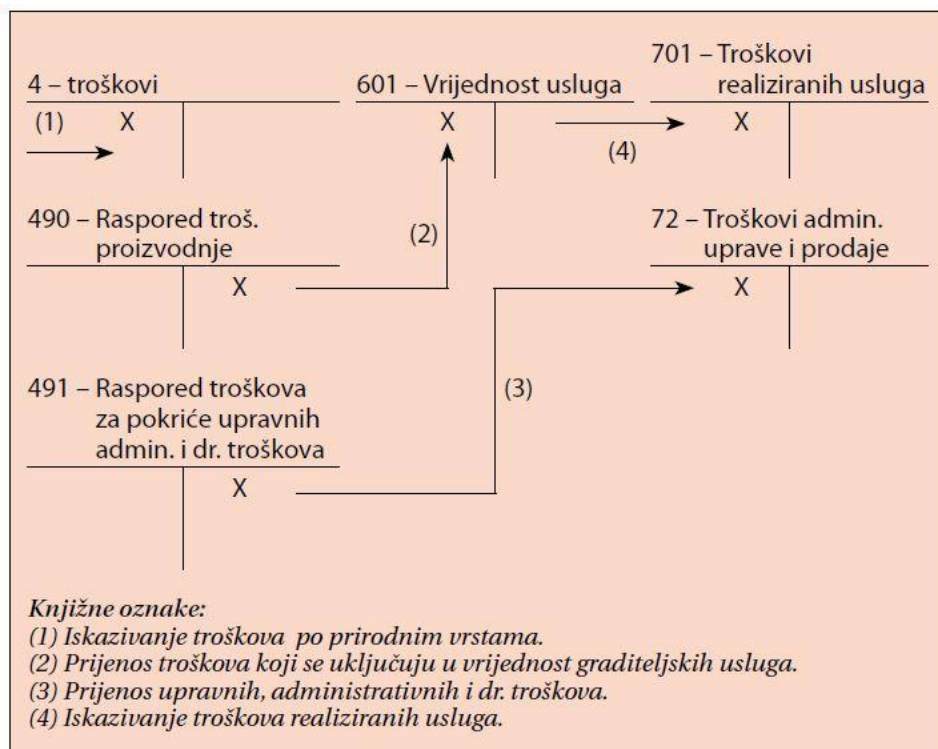 4 – troškovi
601 – Vrijednost usluga
701 – Troškovi
realiziranih usluga
(1)
X
X
(4)
X
490 – Raspored troš.
proizvodnje
(2)
72 – Troškovi admin.
uprave i prodaje
X
X
491 – Raspored troškova
za pokriće upravnih
admin. i dr. troškova
(3)
X
Knjižne oznake:
(1) Iskazivanje troškova po prirodnim vrstama.
(2) Prijenos troškova koji se uključuju u vrijednost graditeljskih usluga.
(3) Prijenos upravnih, administrativnih i dr. troškova.
(4) Iskazivanje troškova realiziranih usluga.